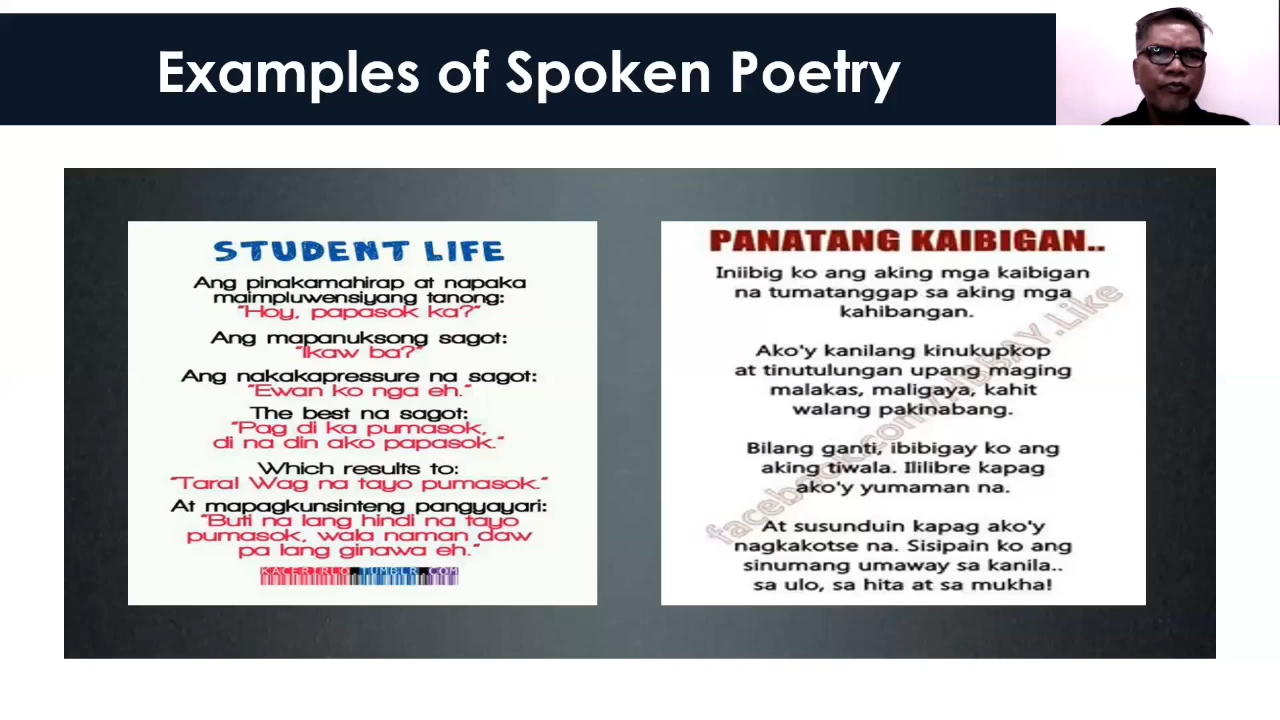 Examples of Spoken Poetry
STUDENT LIFE
Ang pinakamahirap at napaka
maimpluwensiyang tanong:
"Hoy, papasok ka?"
Ang mapanuksong sagot:
"Ikaw ba?"
Ang nakakapressure na sagot:
"Ewan ko nga eh."
The best na sagot:
"Pag di ka pumasok,
di na din ako papasok."
Which results to:
"Tara! Wag na tayo pumasok."
At mapagkunsinteng pangyayari:
"Buti na lang hindi na tayo
pumasok, wala naman daw
pa lang ginawa eh."
KACERIRLO.TUMBLR.COM
PANATANG KAIBIGAN..
Iniibig ko ang aking mga kaibigan
na tumatanggap sa aking mga
kahibangan.
Ako'y kanilang kinukupkop
at tinutulungan upang maging
malakas, maligaya, kahit
walang pakinabang.
Bilang ganti, ibibigay ko ang
aking tiwala. Ililibre kapag
ako'y yumaman na.
At susunduin kapag ako'y
nagkakotse na. Sisipain ko ang
sinumang umaway sa kanila..
sa ulo, sa hita at sa mukha!